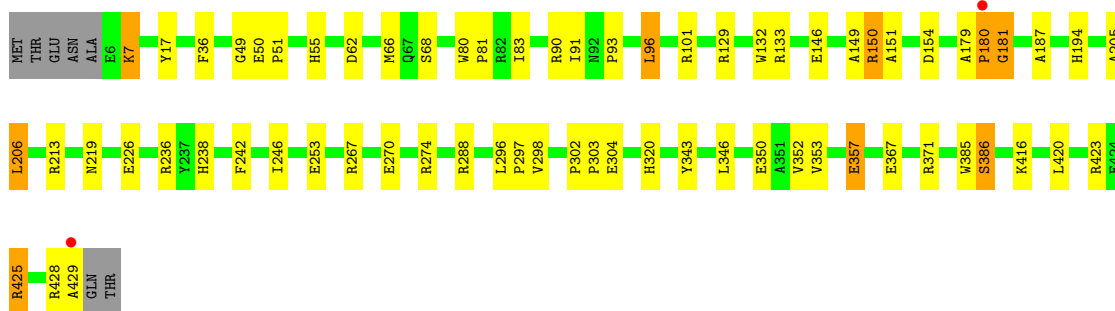 MET THR GLU ASN ALA E6 K7 Y17 F36 G49 E50 P51 H55 D62 M66 Q67 S68 W80 P81 R82 I83 R90 I91 N92 P93 L96 R101 R129 W132 R133 E146 A149 R150 A151 D154 A179 P180 G181 A187 H194 A205
L206 R213 N219 E226 R236 Y237 H238 F242 I246 E253 R267 E270 R274 R288 L296 P297 V298 P302 P303 E304 H320 Y343 L346 E350 A351 V352 V353 E357 E367 R371 W385 S386 K416 L420 R423 E424
R425 R428 A429 GLN THR